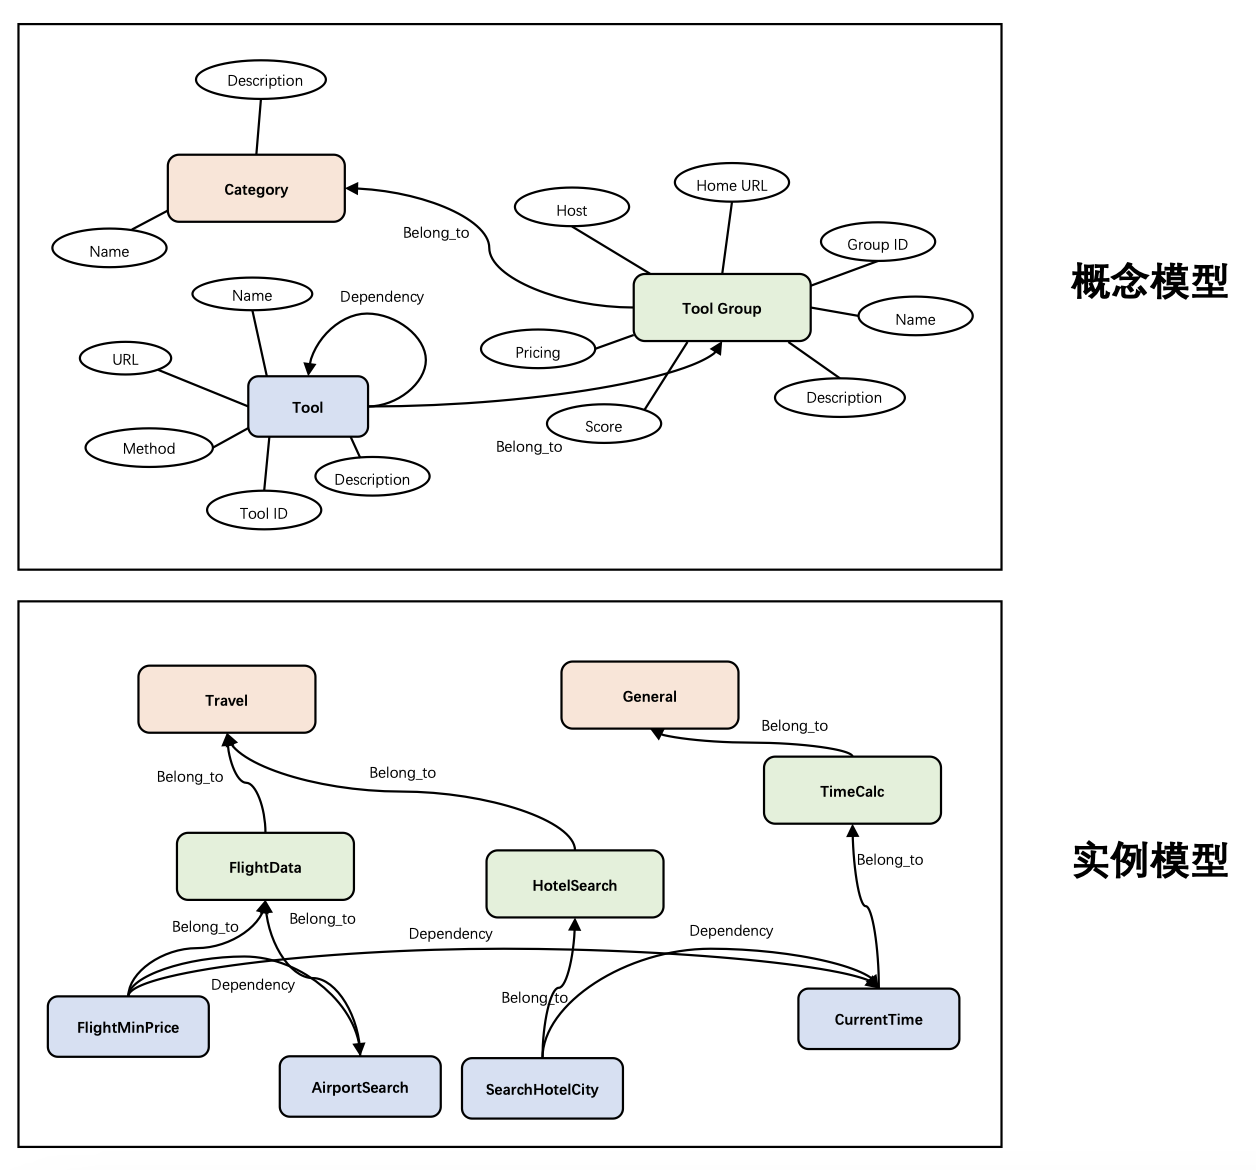 Description
Category
Name
Belong_to
Host
Home URL
Group ID
Tool Group
Name
Pricing
Description
Score
Belong_to
Name
Dependency
URL
Tool
Method
Description
Tool ID
概念模型
Travel
General
Belong_to
Belong_to
Belong_to
TimeCalc
FlightData
HotelSearch
Belong_to
Belong_to
Belong_to
Dependency
Dependency
Dependency
Belong_to
FlightMinPrice
CurrentTime
AirportSearch
SearchHotelCity
实例模型